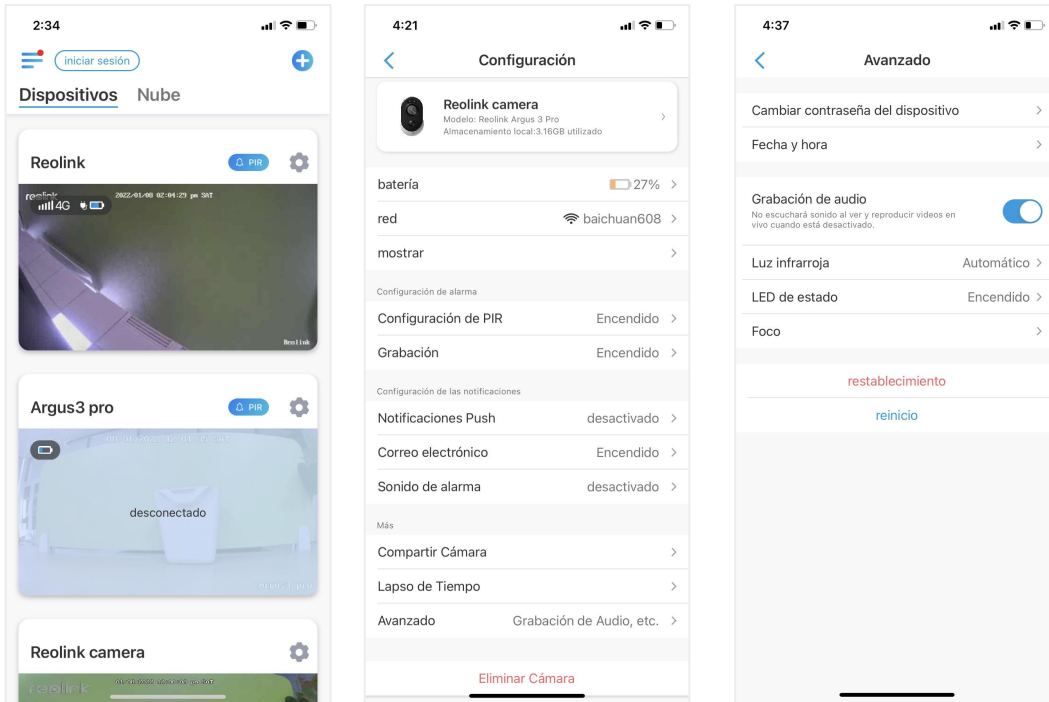 2:34
iniciar sesión
Dispositivos Nube
Reolink
PIR
reolink
2022/01/08 02:04:29 pm SAT
4G
Reolink
Argus3 pro
PIR
desconectado
Argus3 pro
Reolink camera
reolink
4:21
Configuración
Reolink camera
Modelo: Reolink Argus 3 Pro
Almacenamiento local:3.16GB utilizado
batería 27%
red baichuan608
mostrar
Configuración de alarma
Configuración de PIR Encendido
Grabación Encendido
Configuración de las notificaciones
Notificaciones Push desactivado
Correo electrónico Encendido
Sonido de alarma desactivado
Más
Compartir Cámara
Lapso de Tiempo
Avanzado Grabación de Audio, etc.
Eliminar Cámara
4:37
Avanzado
Cambiar contraseña del dispositivo
Fecha y hora
Grabación de audio
No escuchará sonido al ver y reproducir videos en
vivo cuando está desactivado.
Luz infrarroja Automático
LED de estado Encendido
Foco
restablecimiento
reinicio